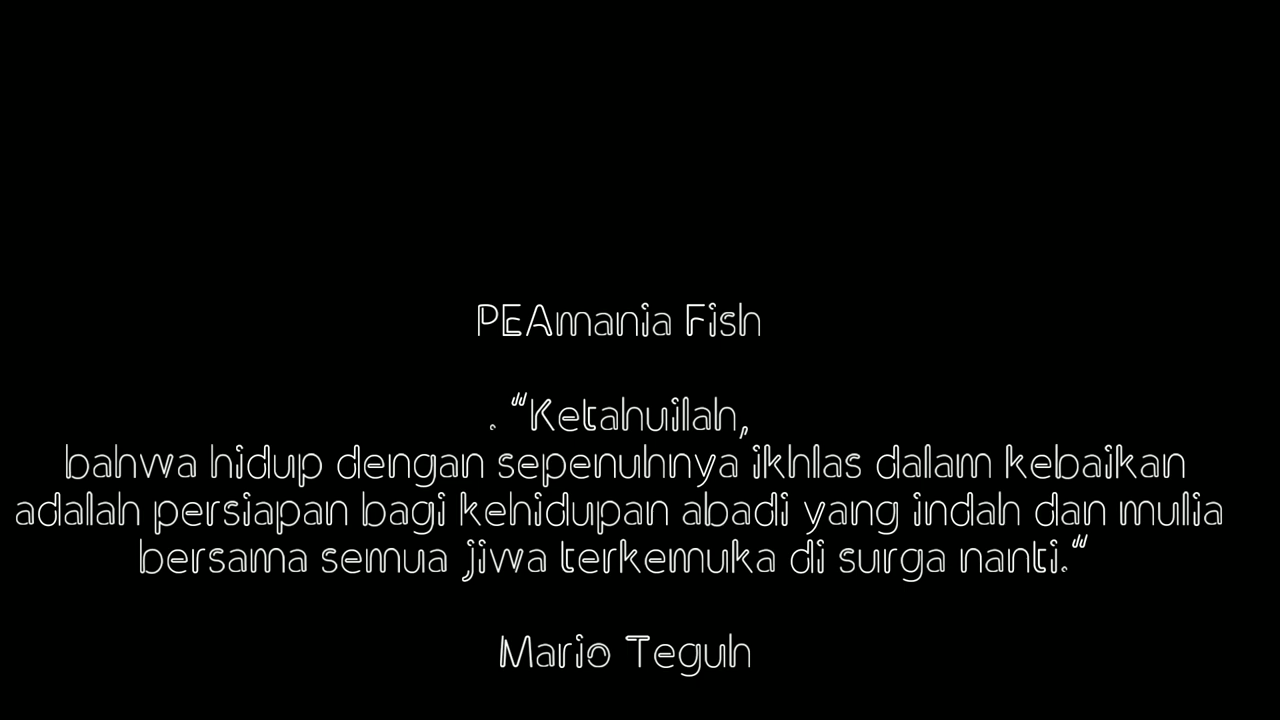 PEAmania Fish
. "Ketahuilah,
bahwa hidup dengan sepenuhnya ikhlas dalam kebaikan
adalah persiapan bagi kehidupan abadi yang indah dan mulia
bersama semua jiwa terkemuka di surga nanti."
Mario Teguh